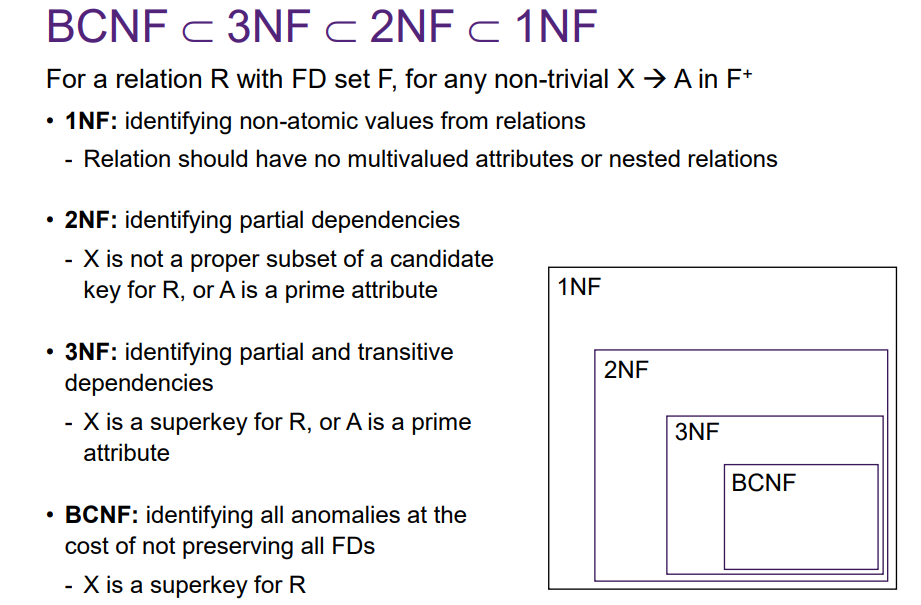 BCNF ⊂ 3NF ⊂ 2NF ⊂ 1NF
For a relation R with FD set F, for any non-trivial X → A in F⁺
• 1NF: identifying non-atomic values from relations
- Relation should have no multivalued attributes or nested relations
• 2NF: identifying partial dependencies
- X is not a proper subset of a candidate
key for R, or A is a prime attribute
• 3NF: identifying partial and transitive
dependencies
- X is a superkey for R, or A is a prime
attribute
• BCNF: identifying all anomalies at the
cost of not preserving all FDs
- X is a superkey for R
1NF
2NF
3NF
BCNF